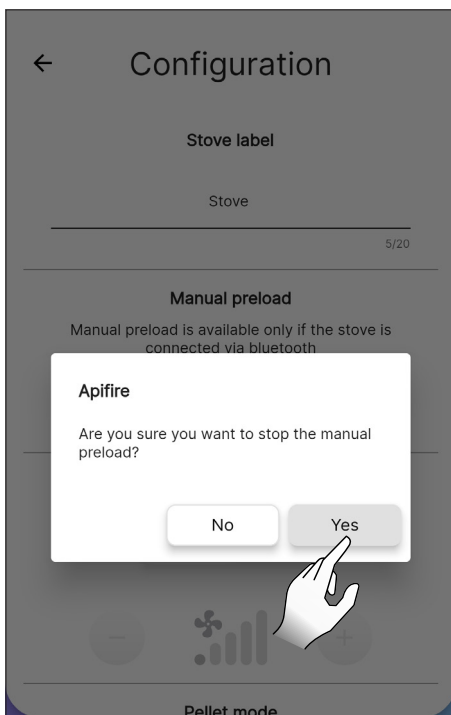 Configuration
Stove label
Stove
5/20
Manual preload
Manual preload is available only if the stove is
connected via bluetooth
Apifire
Are you sure you want to stop the manual
preload?
No
Yes
Pellet mode